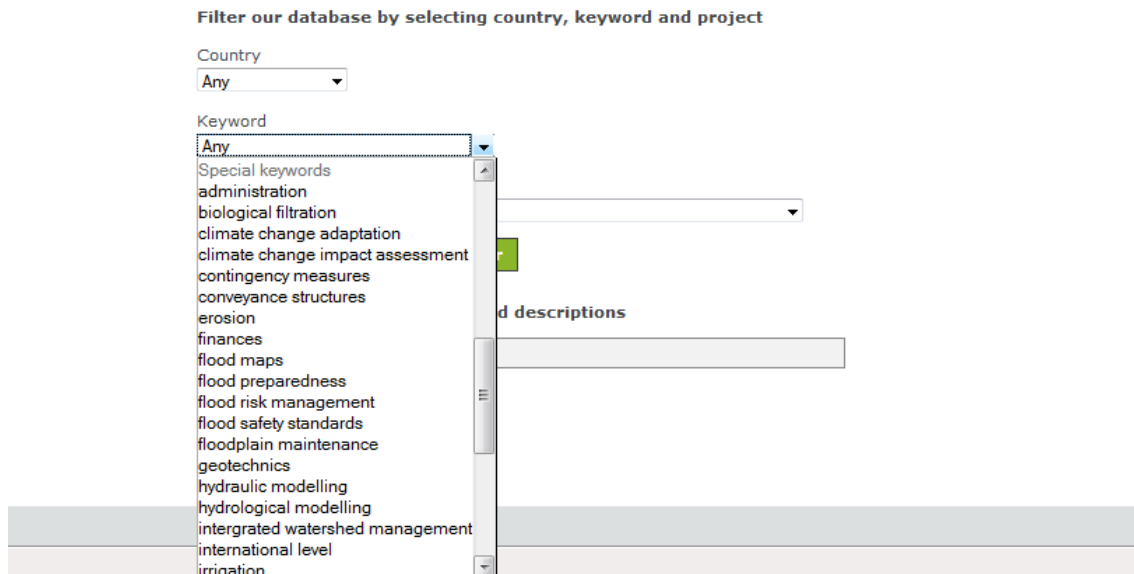 Filter our database by selecting country, keyword and project
Country
Any
Keyword
Any
Special keywords
administration
biological filtration
climate change adaptation
climate change impact assessment
contingency measures
conveyance structures
erosion
d descriptions
finances
flood maps
flood preparedness
flood risk management
flood safety standards
floodplain maintenance
geotechnics
hydraulic modelling
hydrological modelling
intergrated watershed management
international level
irrigation